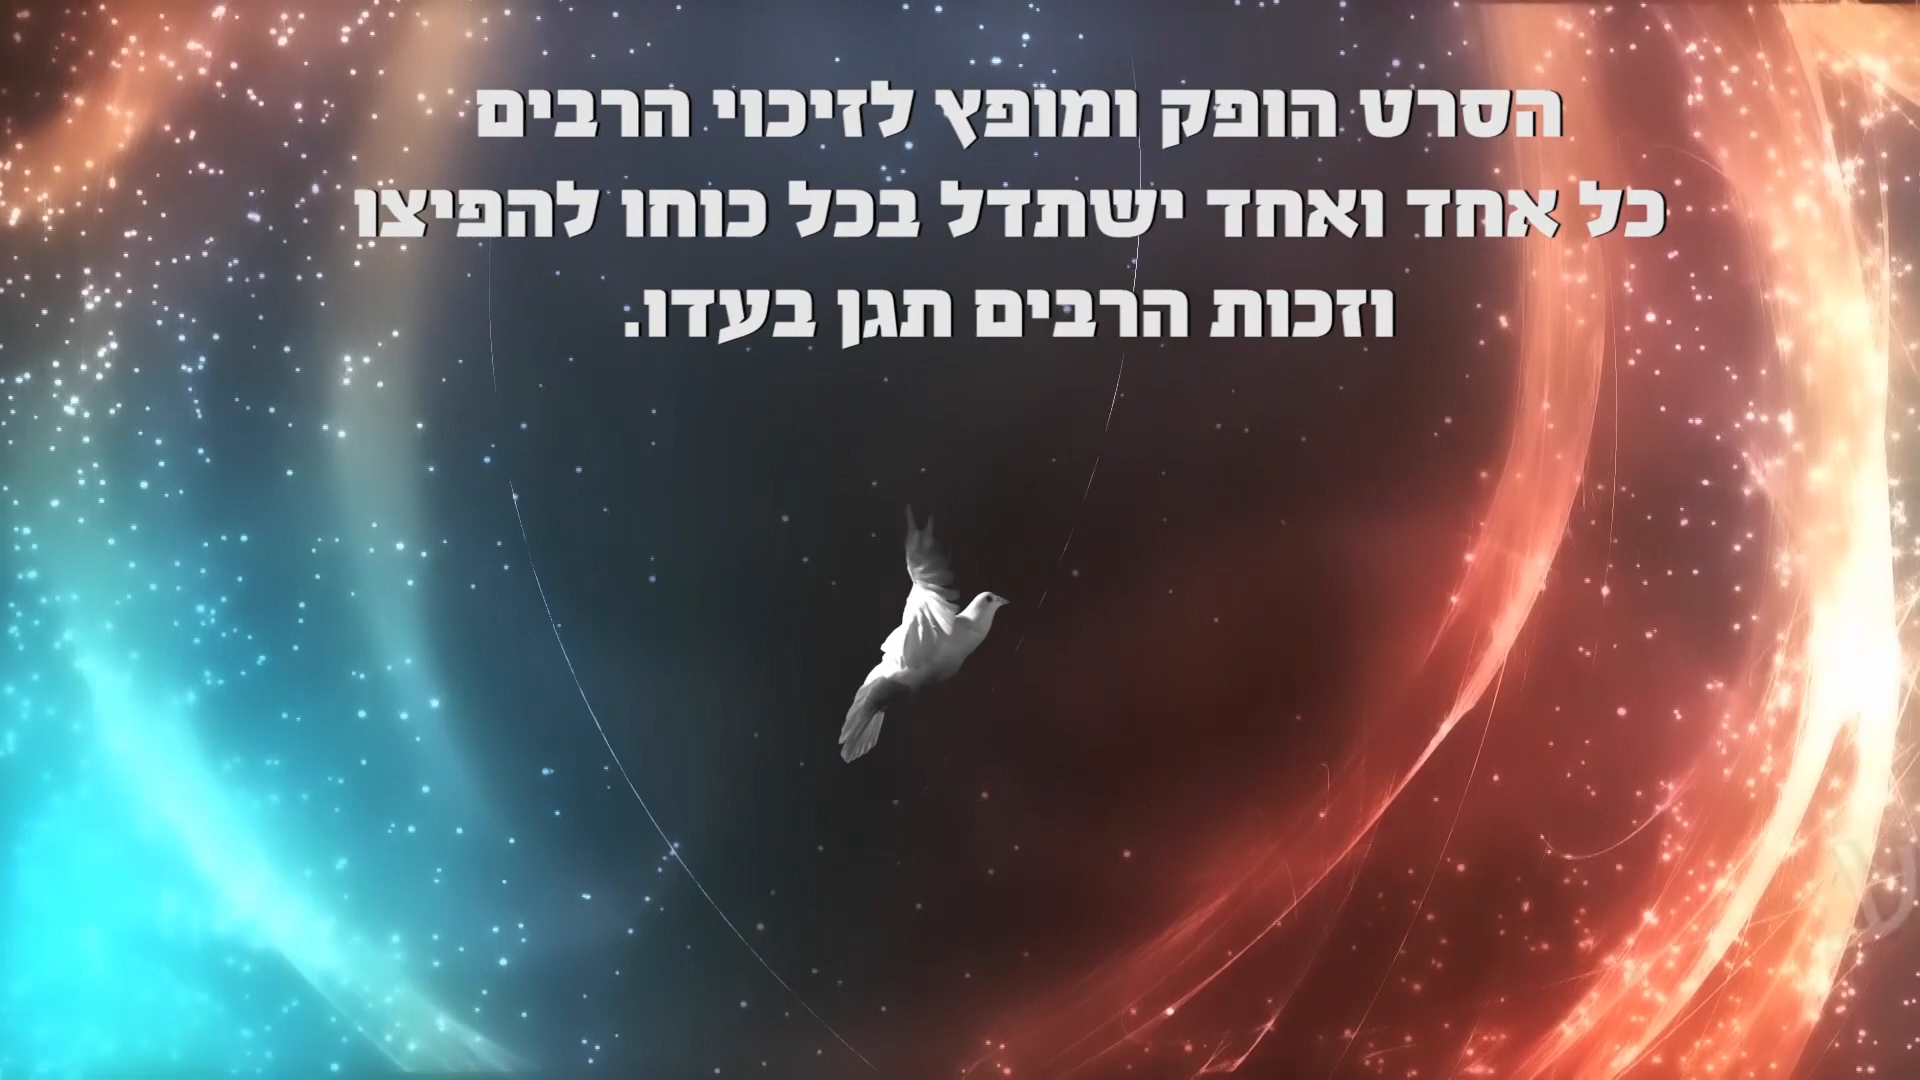 הסרט הופק ומופץ לזיכוי הרבים
כל אחד ואחד ישתדל בכל כוחו להפיצו
וזכות הרבים תגן בעדו.